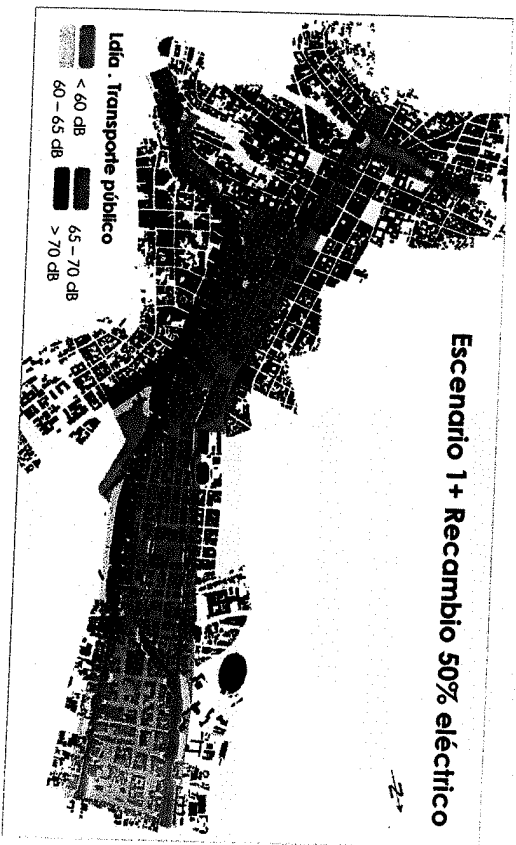 Escenario 1+ Recambio 50% eléctrico
Ldía . Transporte público
< 60 dB
65 – 70 dB
60 – 65 dB
> 70 dB